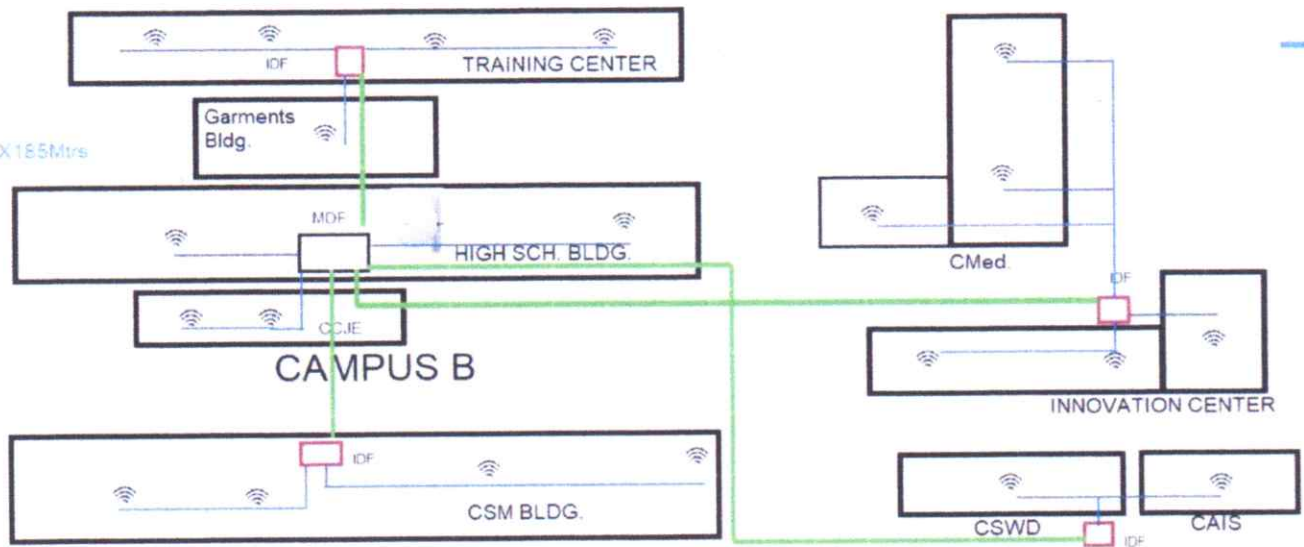 IDF
TRAINING CENTER
Garments
Bldg.
X185Mtrs
MDF
HIGH SCH. BLDG.
CCJE
CAMPUS B
IDF
CSM BLDG.
CMed.
IDF
INNOVATION CENTER
CSWD
CAIS
IDF